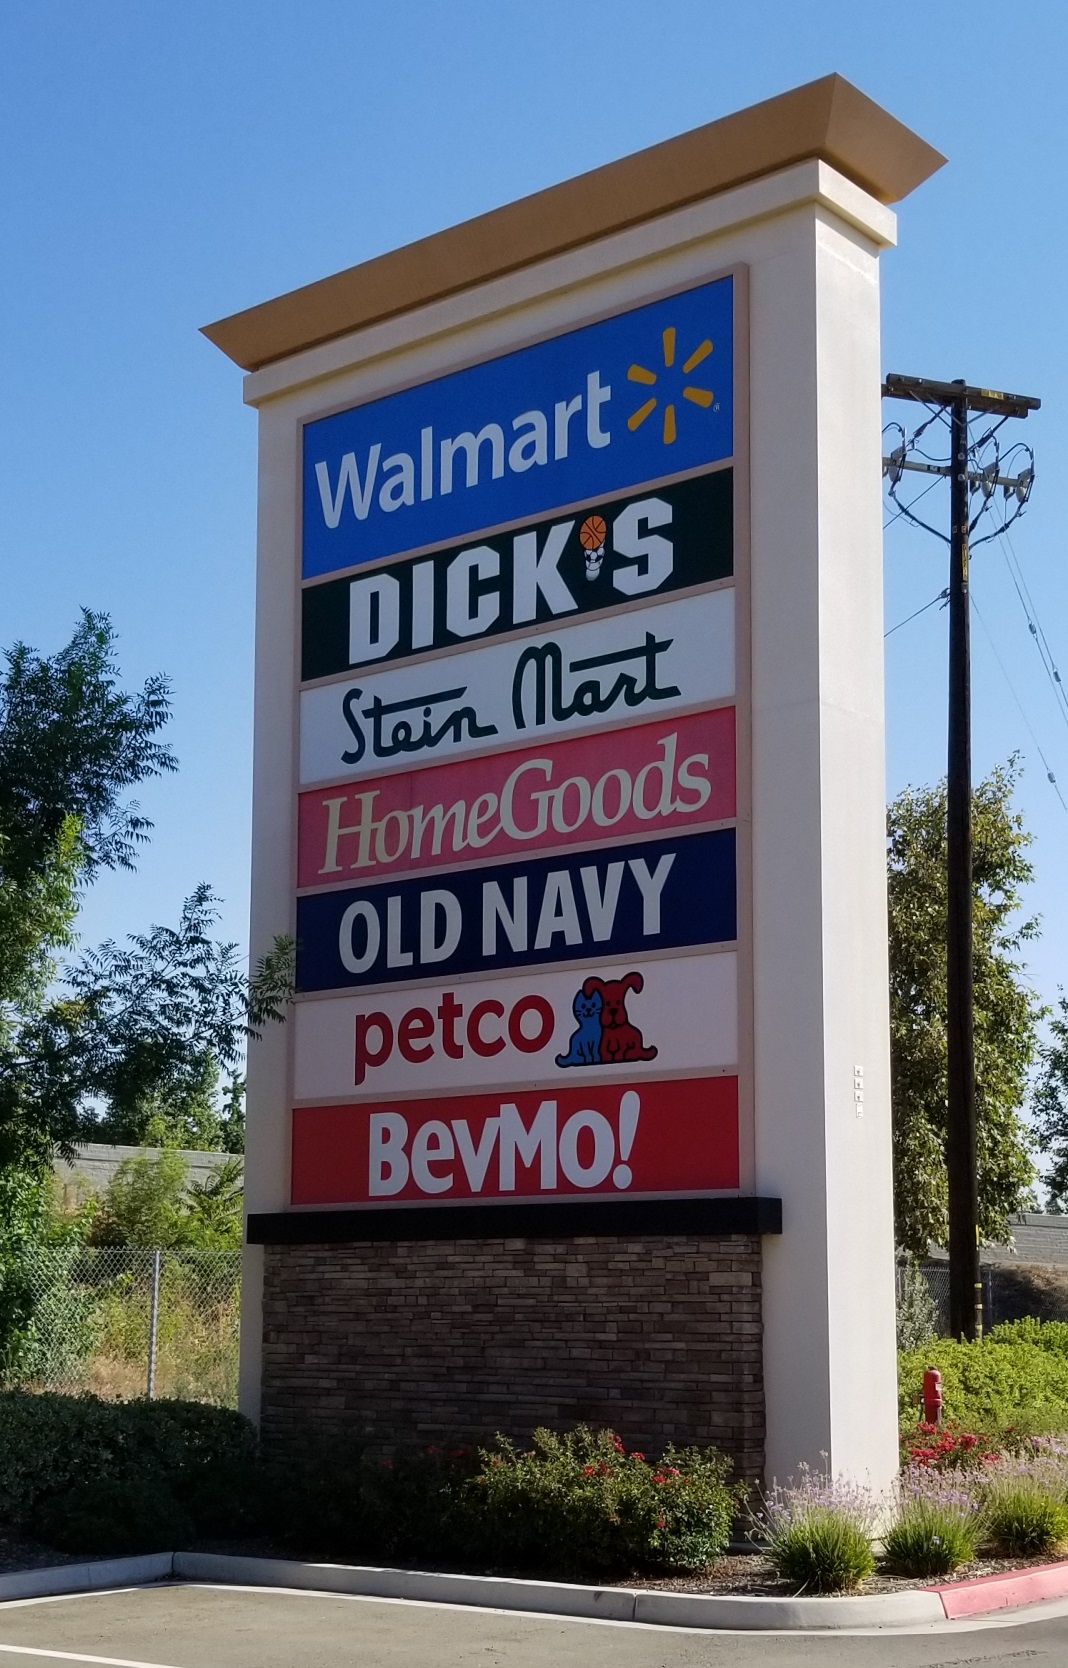 Walmart
DICK'S
Stein Mart
HomeGoods
OLD NAVY
petco
BevMo!